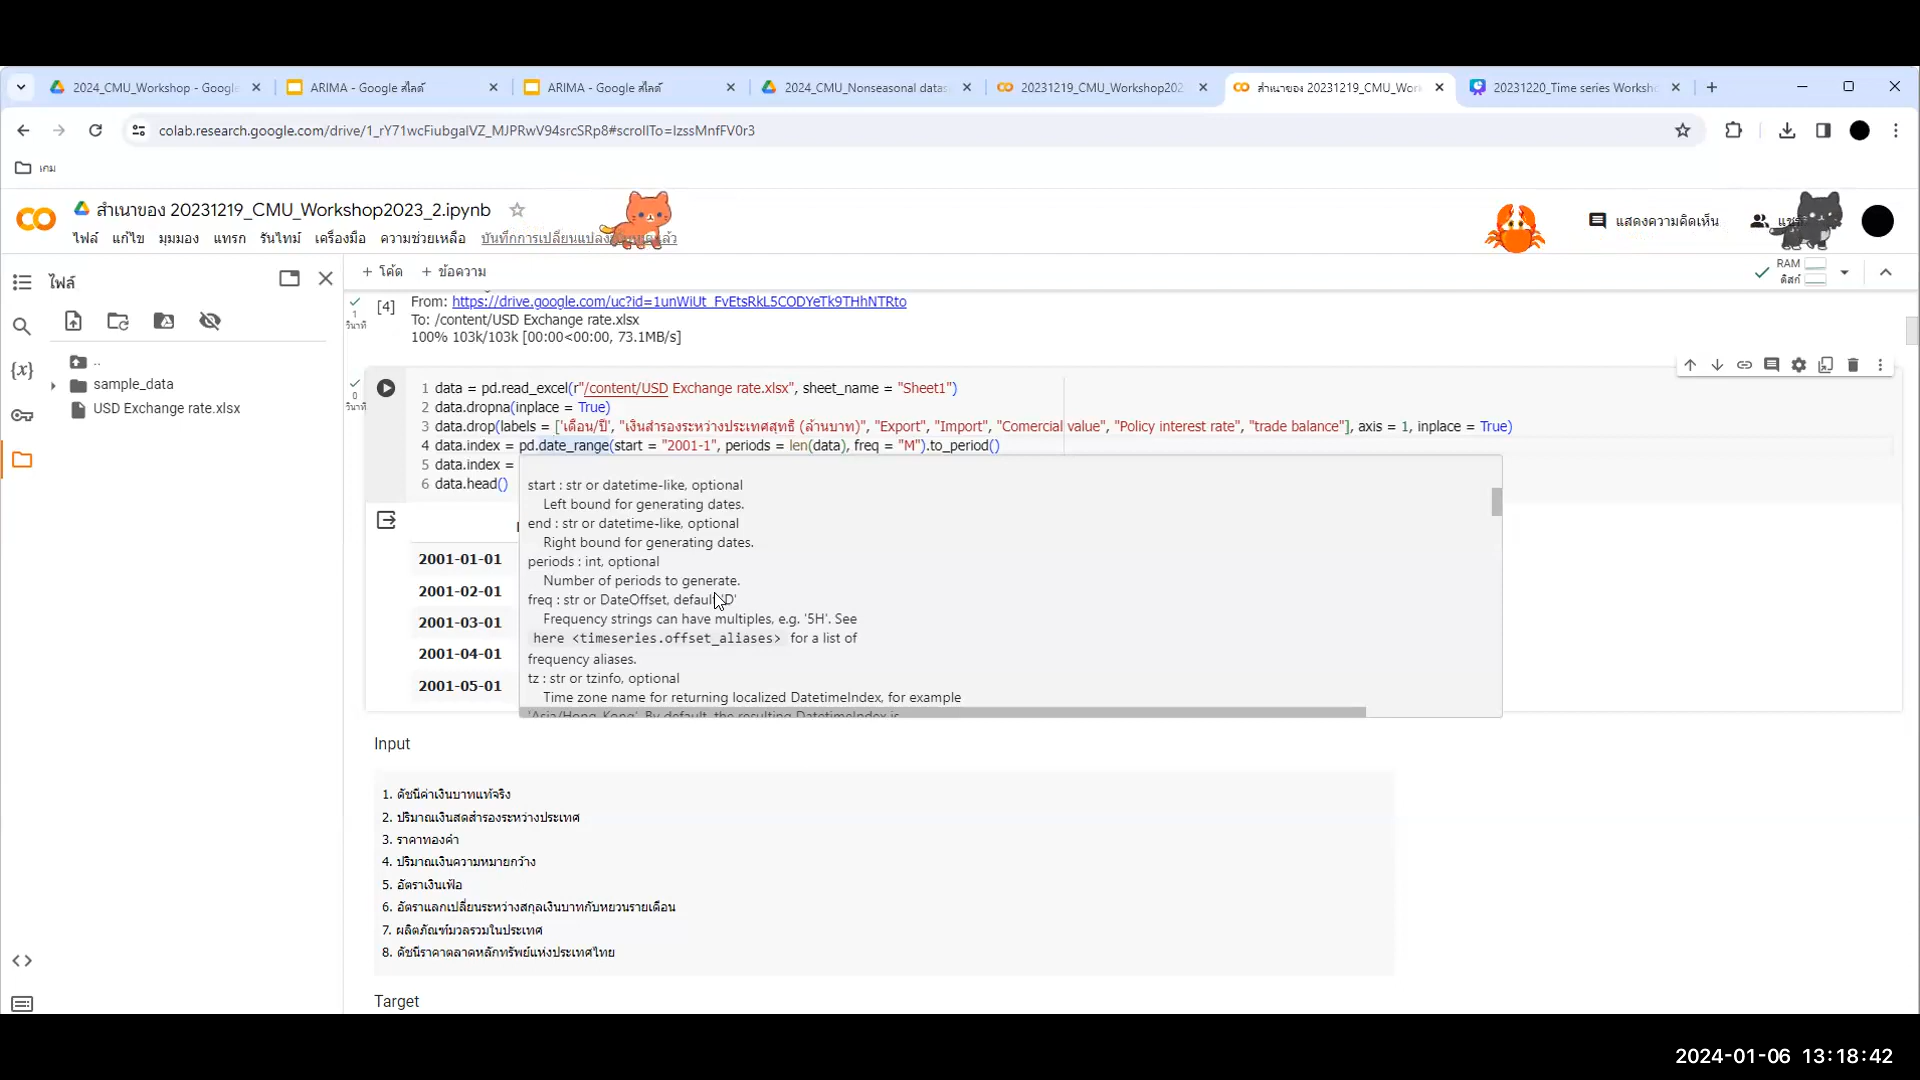 2024_CMU_Workshop - Google
ARIMA - Google สไลด์
ARIMA - Google สไลด์
2024_CMU_Nonseasonal datas
20231219_CMU_Workshop202
สำเนาของ 20231219_CMU_Wor
20231220_Time series Worksh
colab.research.google.com/drive/1_rY71wcFiubgaIVZ_MJPRwV94srcSRp8#scrollTo=IzssMnfFV0r3
เกม
สำเนาของ 20231219_CMU_Workshop2023_2.ipynb
ไฟล์ แก้ไข มุมมอง แทรก รันไทม์ เครื่องมือ ความช่วยเหลือ
แสดงความคิดเห็น
ไฟล์
+ โค้ด + ข้อความ
RAM
ดิสก์
..
sample_data
USD Exchange rate.xlsx
1
วินาที
[4]
From: https://drive.google.com/uc?id=1unWiUt_FvEtsRkL5CODYeTk9THhNTRto
To: /content/USD Exchange rate.xlsx
100% 103k/103k [00:00<00:00, 73.1MB/s]
0
วินาที
1 data = pd.read_excel(r"/content/USD Exchange rate.xlsx", sheet_name = "Sheet1")
2 data.dropna(inplace = True)
3 data.drop(labels = ['เดือน/ปี', "เงินสำรองระหว่างประเทศสุทธิ (ล้านบาท)", "Export", "Import", "Comercial value", "Policy interest rate", "trade balance"], axis = 1, inplace = True)
4 data.index = pd.date_range(start = "2001-1", periods = len(data), freq = "M").to_period()
5 data.index =
6 data.head()
start : str or datetime-like, optional
Left bound for generating dates.
end : str or datetime-like, optional
Right bound for generating dates.
periods : int, optional
Number of periods to generate.
freq : str or DateOffset, default 'D'
Frequency strings can have multiples, e.g. '5H'. See
here <timeseries.offset_aliases> for a list of
frequency aliases.
tz : str or tzinfo, optional
Time zone name for returning localized DatetimeIndex, for example
'Asia/Hong_Kong'. By default, the resulting DatetimeIndex is
2001-01-01
2001-02-01
2001-03-01
2001-04-01
2001-05-01
Input
1. ดัชนีค่าเงินบาทแท้จริง
2. ปริมาณเงินสดสำรองระหว่างประเทศ
3. ราคาทองคำ
4. ปริมาณเงินความหมายกว้าง
5. อัตราเงินเฟ้อ
6. อัตราแลกเปลี่ยนระหว่างสกุลเงินบาทกับหยวนรายเดือน
7. ผลิตภัณฑ์มวลรวมในประเทศ
8. ดัชนีราคาตลาดหลักทรัพย์แห่งประเทศไทย
Target
2024-01-06 13:18:42